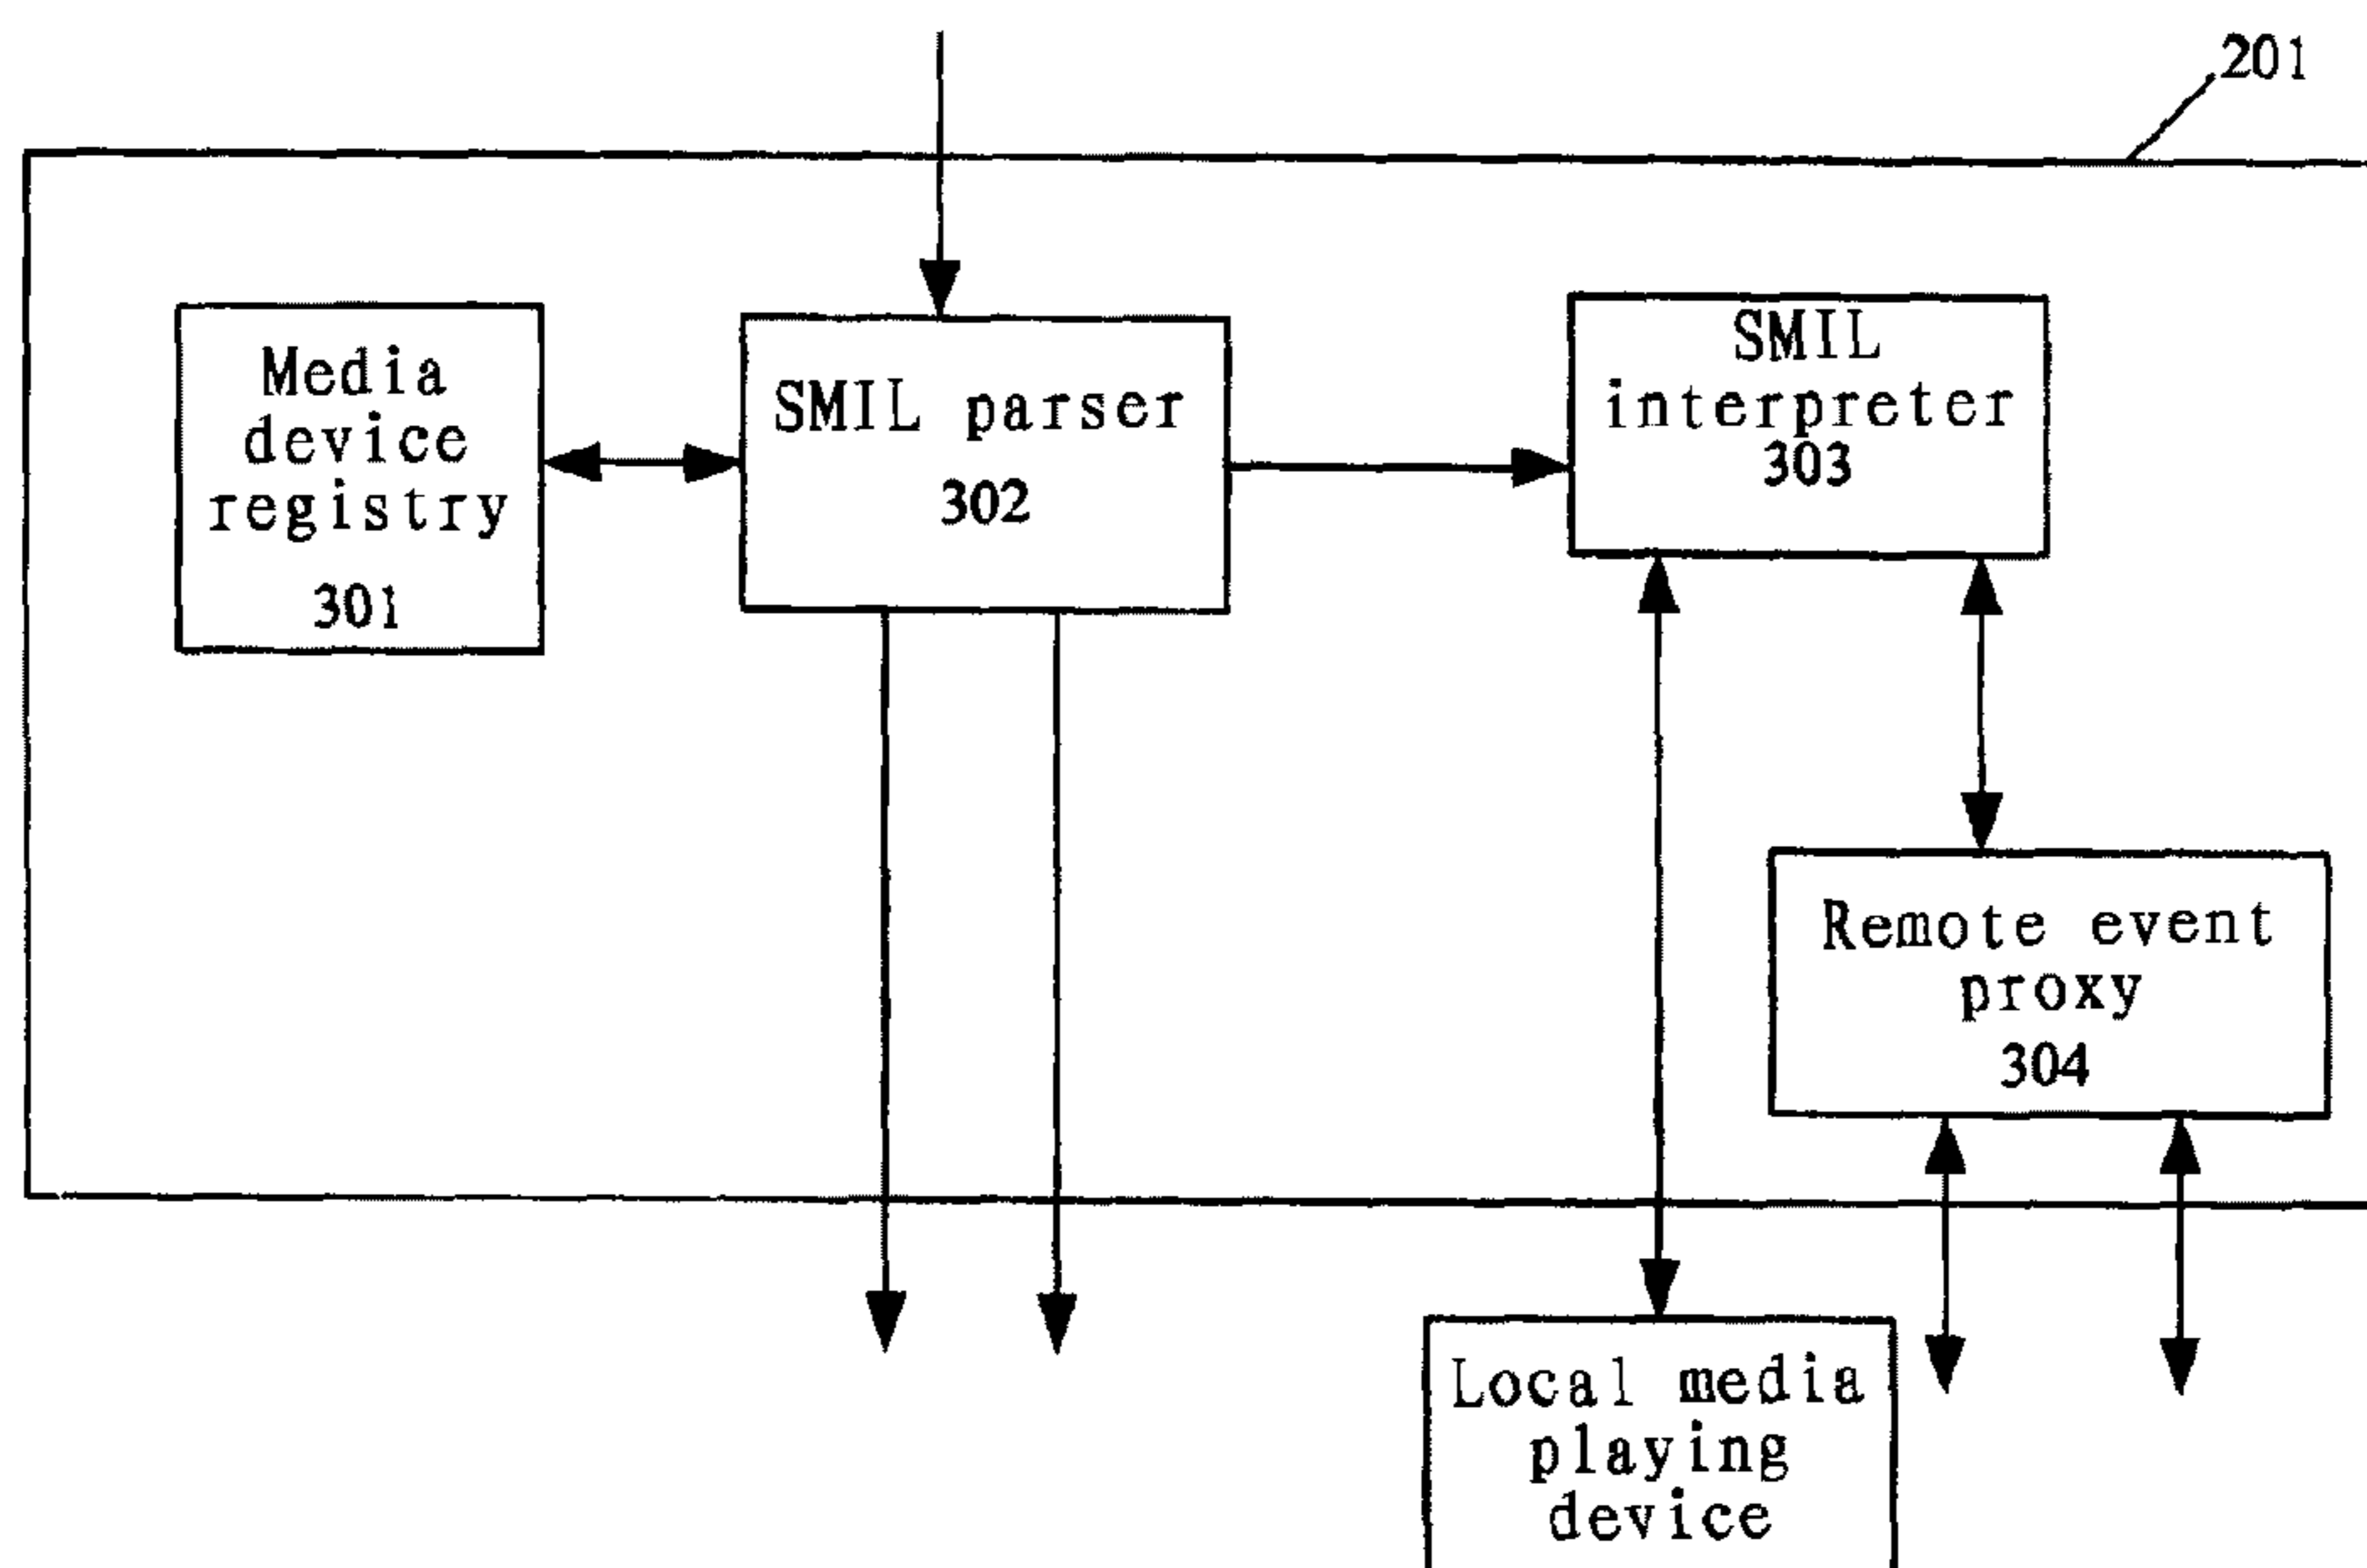 201
Media
device
registry
301
SMIL parser
302
SMIL
interpreter
303
Remote event
proxy
304
Local media
playing
device